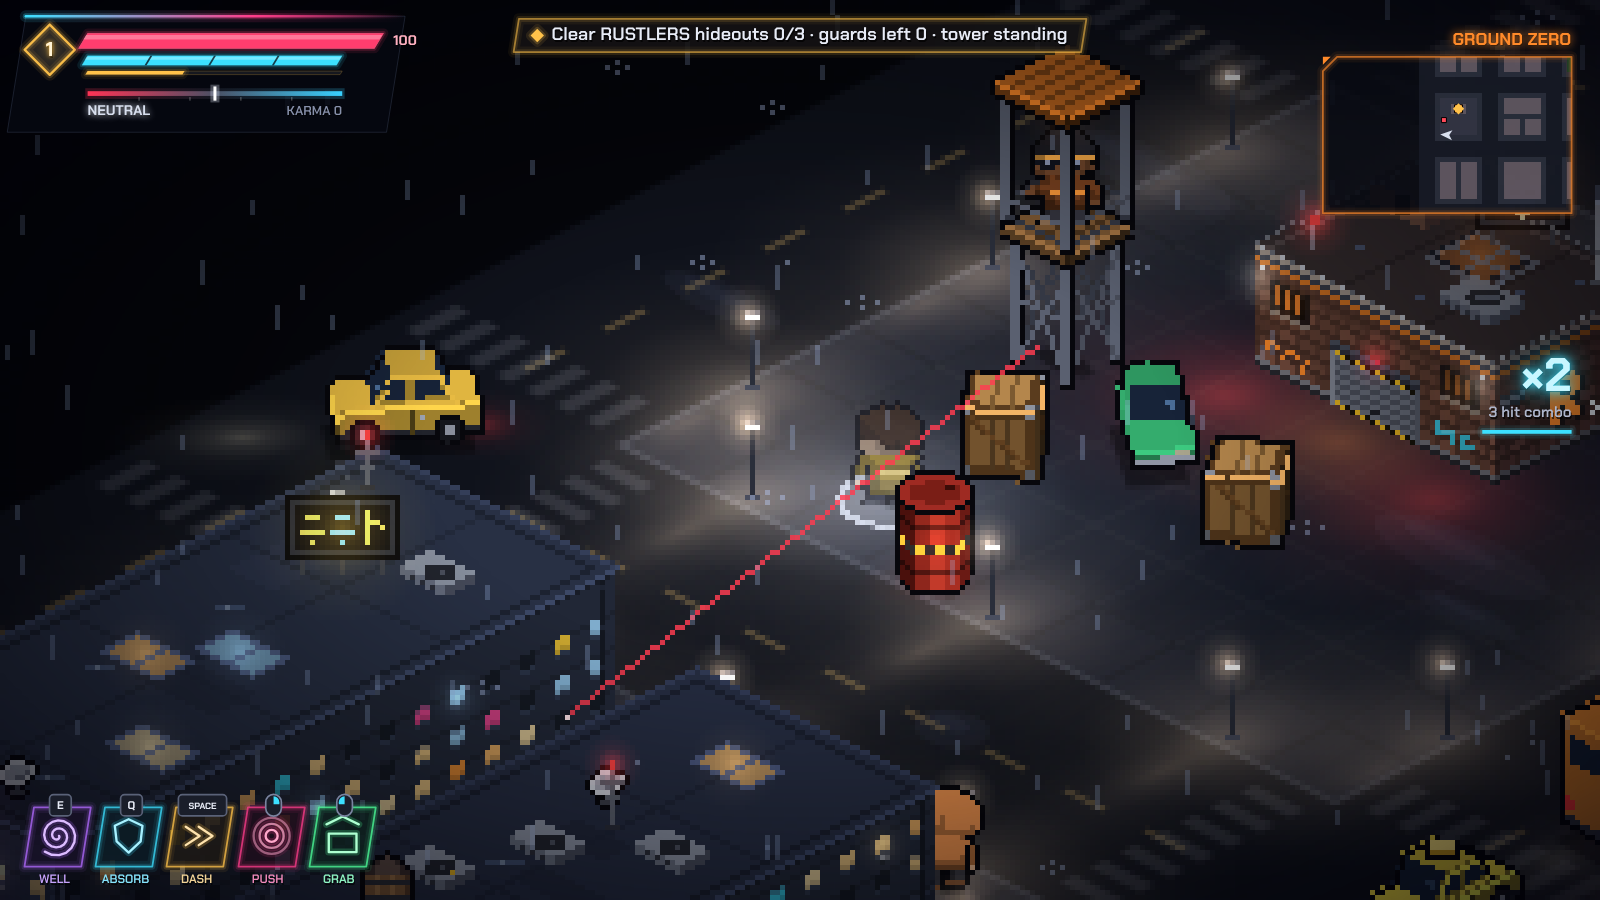 1
100
NEUTRAL
KARMA 0
Clear RUSTLERS hideouts 0/3 · guards left 0 · tower standing
GROUND ZERO
×2
3 hit combo
E
Q
SPACE
WELL
ABSORB
DASH
PUSH
GRAB